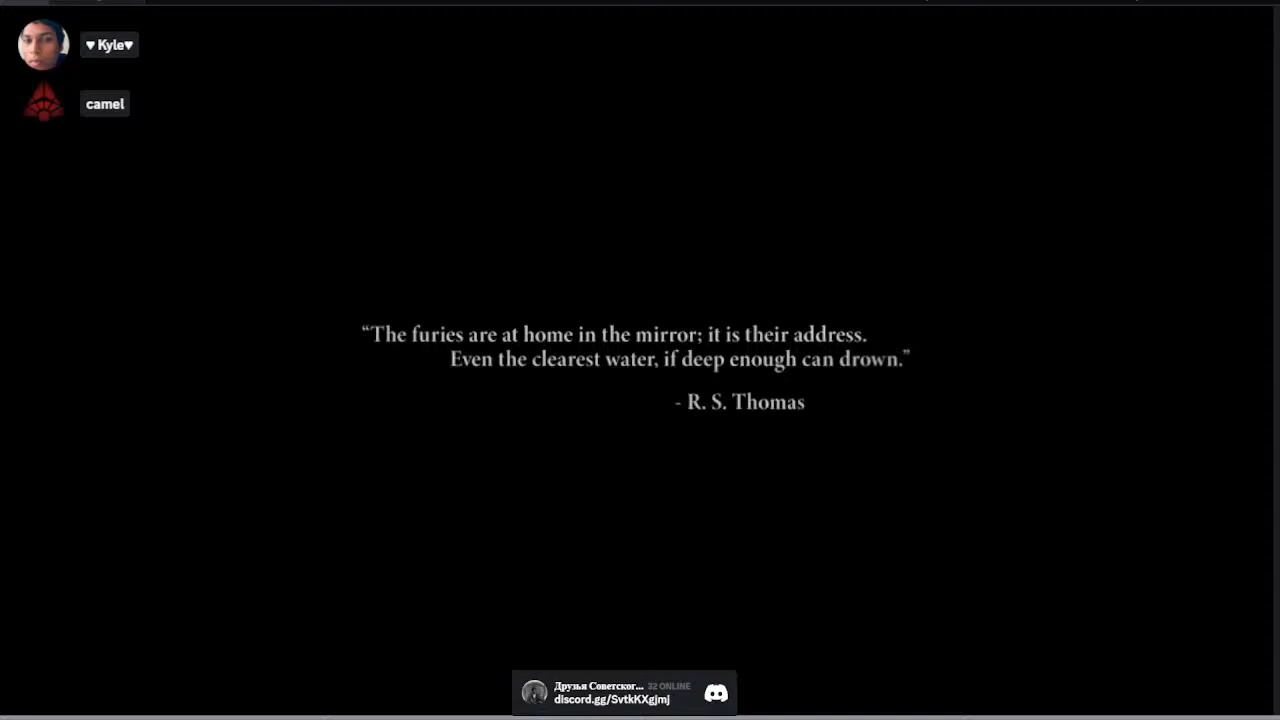 ♥ Kyle♥
camel
“The furies are at home in the mirror; it is their address.
Even the clearest water, if deep enough can drown.”
- R. S. Thomas
Друзья Советског... 32 ONLINE
discord.gg/SvtkKXgjmj